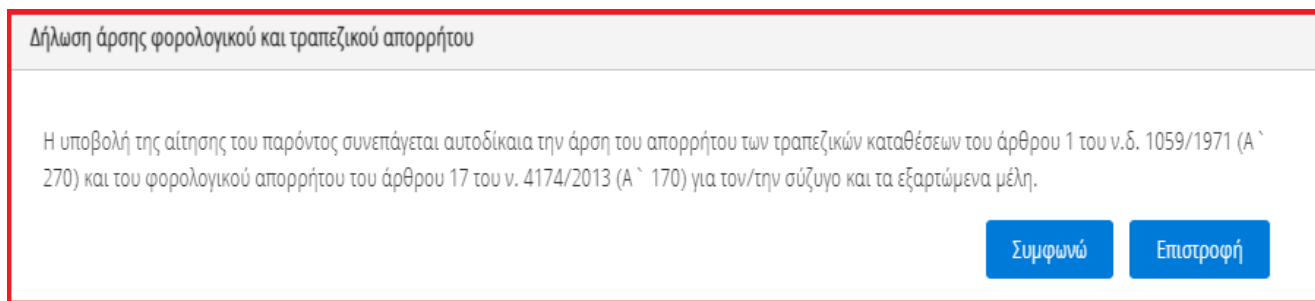 Δήλωση άρσης φορολογικού και τραπεζικού απορρήτου
Η υποβολή της αίτησης του παρόντος συνεπάγεται αυτοδίκαια την άρση του απορρήτου των τραπεζικών καταθέσεων του άρθρου 1 του ν.δ. 1059/1971 (Α `
270) και του φορολογικού απορρήτου του άρθρου 17 του ν. 4174/2013 (Α ` 170) για τον/την σύζυγο και τα εξαρτώμενα μέλη.
Συμφωνώ Επιστροφή